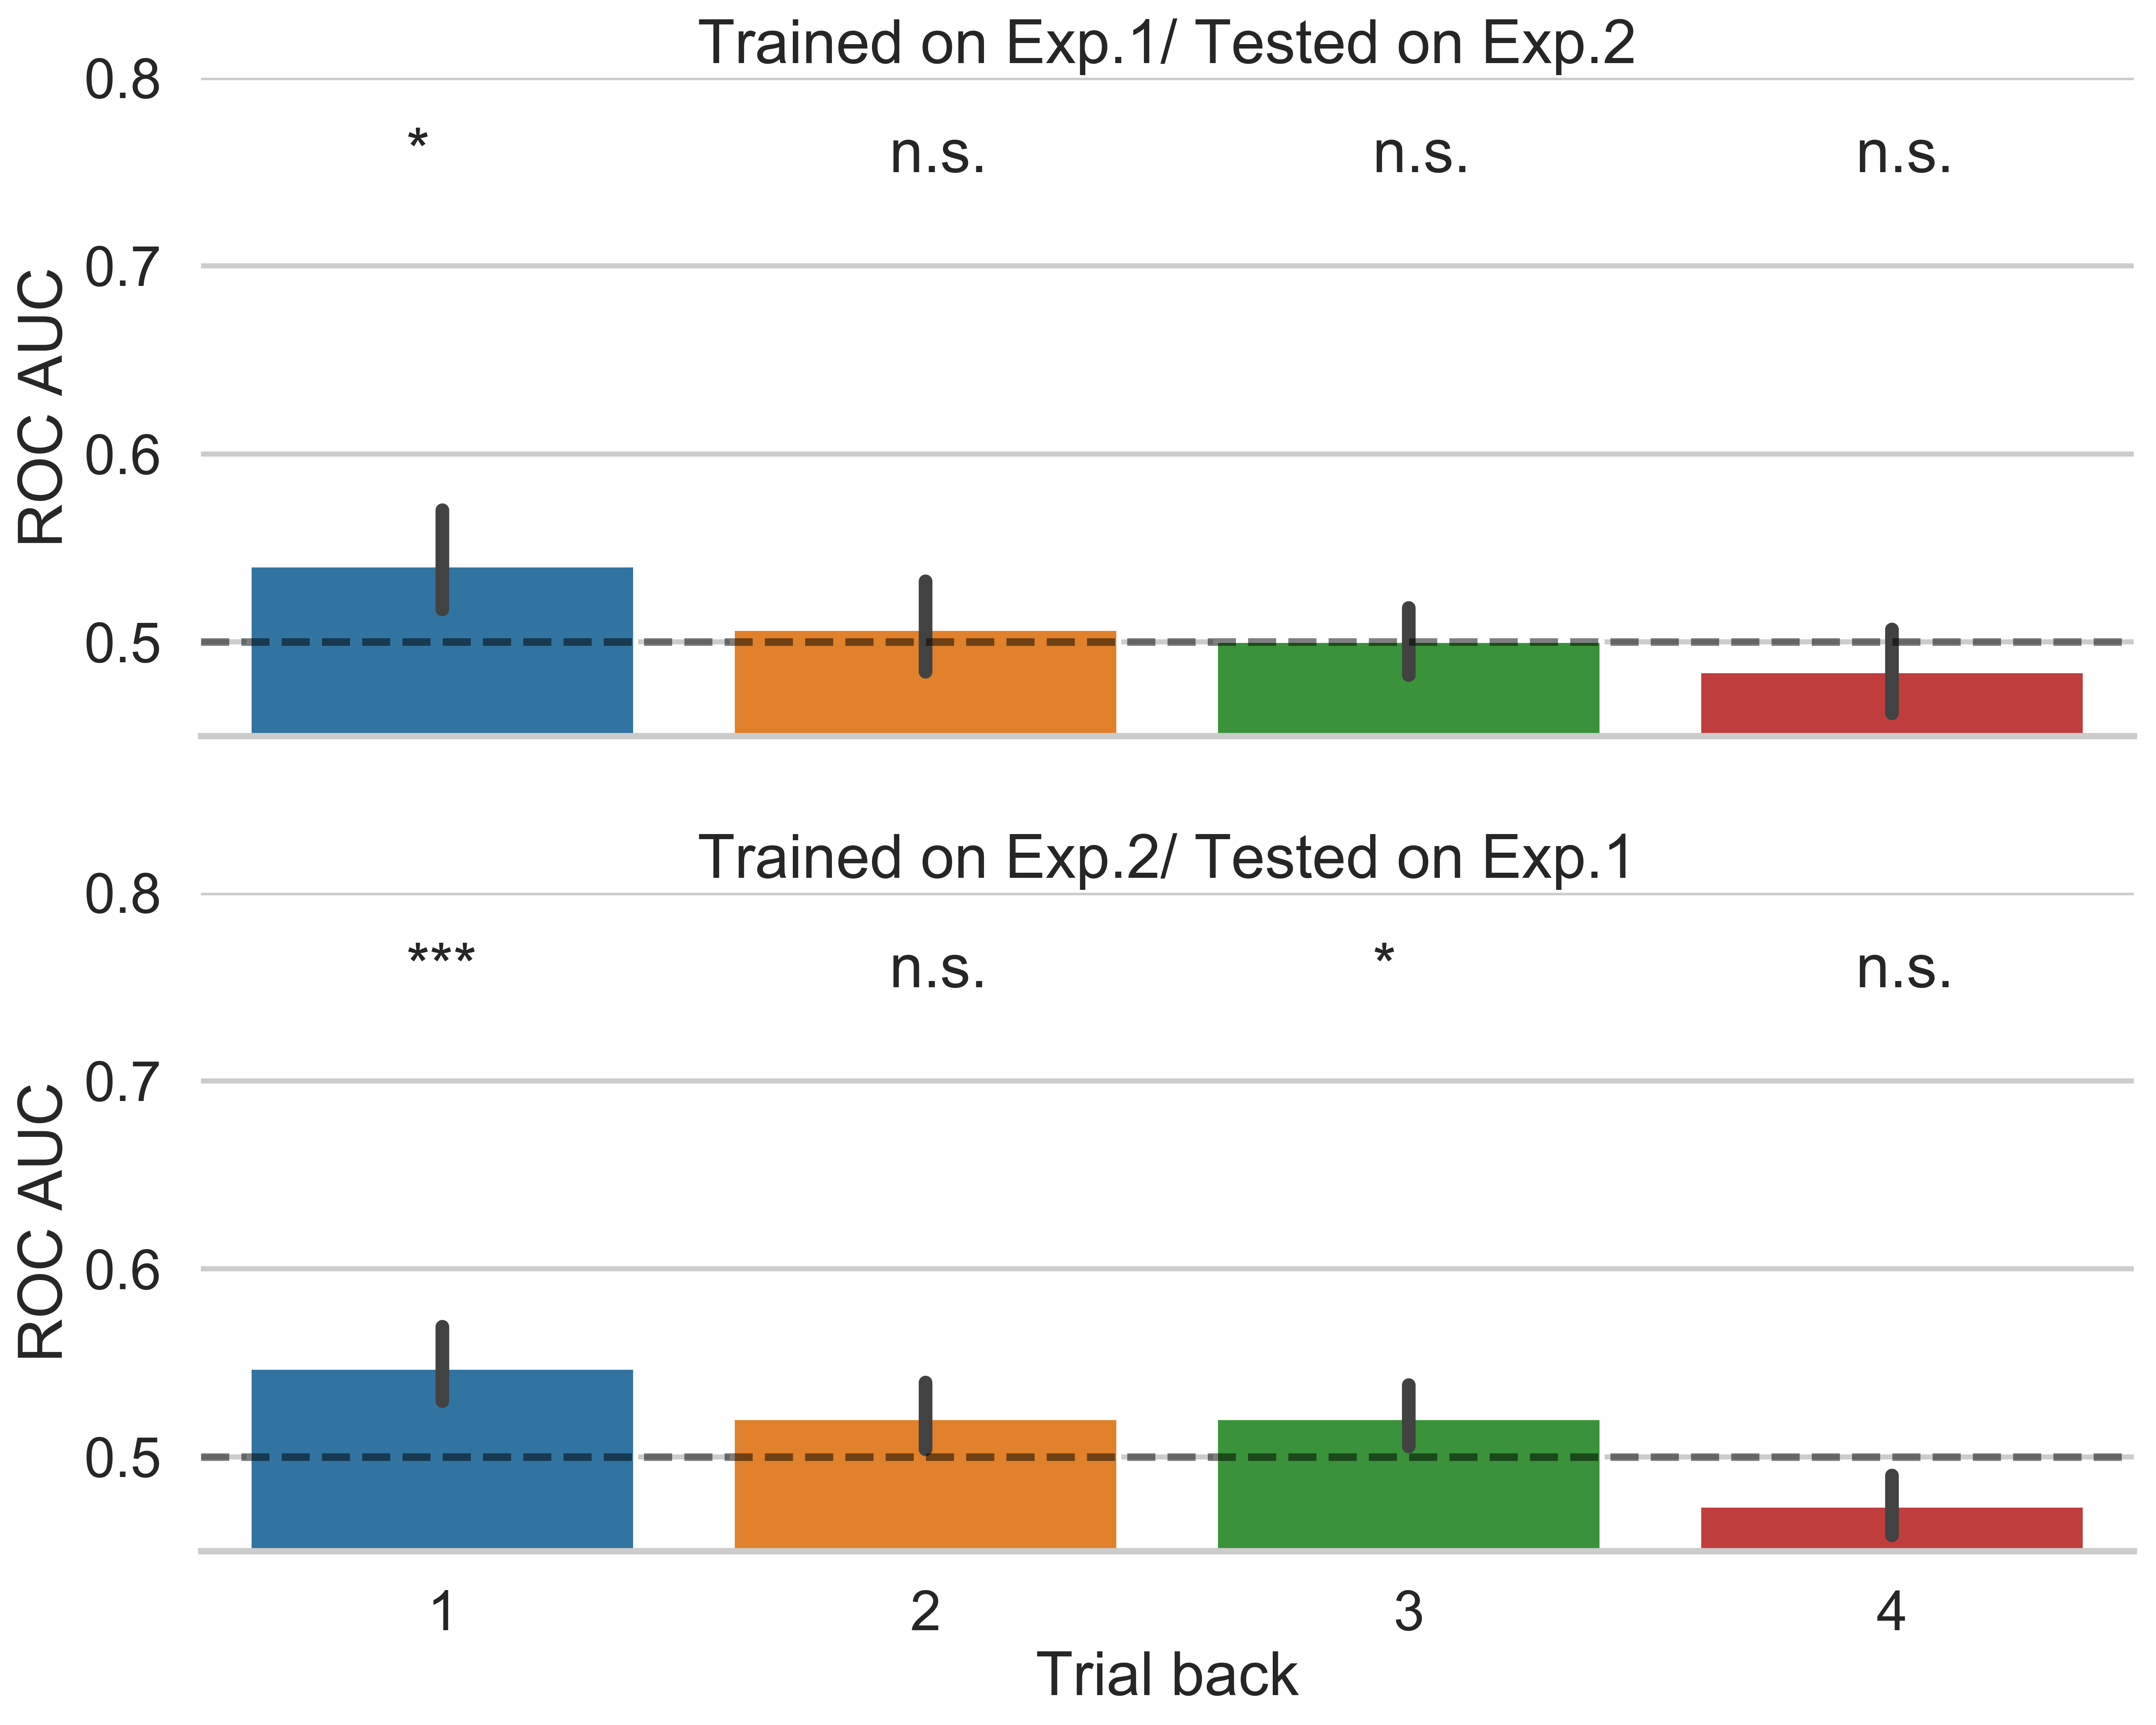 Trained on Exp.1/ Tested on Exp.2
0.8
* n.s. n.s. n.s.
0.7
0.6
0.5
ROC AUC
Trained on Exp.2/ Tested on Exp.1
0.8
*** n.s. * n.s.
0.7
0.6
0.5
ROC AUC
1 2 3 4
Trial back